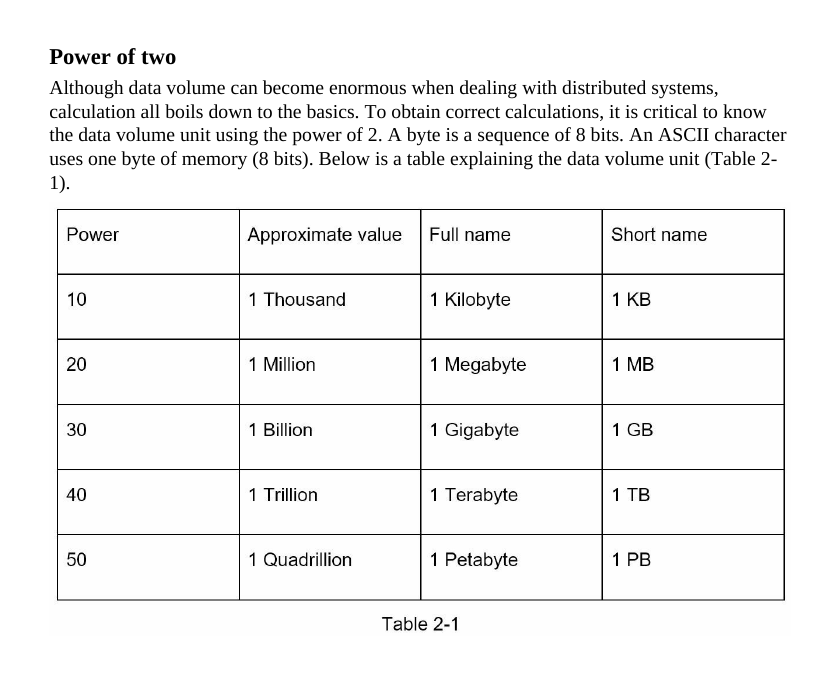 Power of two
Although data volume can become enormous when dealing with distributed systems,
calculation all boils down to the basics. To obtain correct calculations, it is critical to know
the data volume unit using the power of 2. A byte is a sequence of 8 bits. An ASCII character
uses one byte of memory (8 bits). Below is a table explaining the data volume unit (Table 2-
1).
Power Approximate value Full name Short name
10 1 Thousand 1 Kilobyte 1 KB
20 1 Million 1 Megabyte 1 MB
30 1 Billion 1 Gigabyte 1 GB
40 1 Trillion 1 Terabyte 1 TB
50 1 Quadrillion 1 Petabyte 1 PB
Table 2-1